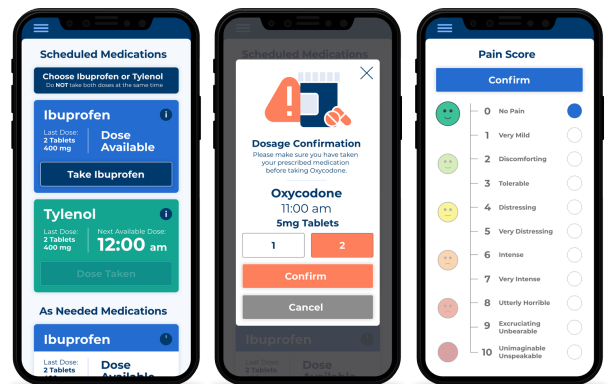 Scheduled Medications
Choose Ibuprofen or Tylenol
Do NOT take both doses at the same time
Ibuprofen
i
Last Dose:
2 Tablets
400 mg
Dose
Available
Take Ibuprofen
Tylenol
i
Last Dose:
2 Tablets
400 mg
Next Available Dose:
12:00 am
Dose Taken
As Needed Medications
Ibuprofen
Last Dose:
2 Tablets
Dose
Available
Scheduled Medications
Dosage Confirmation
Please make sure you have taken
your prescribed medication
before taking Oxycodone.
Oxycodone
11:00 am
5mg Tablets
1
2
Confirm
Cancel
Ibuprofen
Last Dose:
2 Tablets
Dose
Available
Pain Score
Confirm
0 No Pain
1 Very Mild
2 Discomforting
3 Tolerable
4 Distressing
5 Very Distressing
6 Intense
7 Very Intense
8 Utterly Horrible
9 Excruciating
Unbearable
10 Unimaginable
Unspeakable